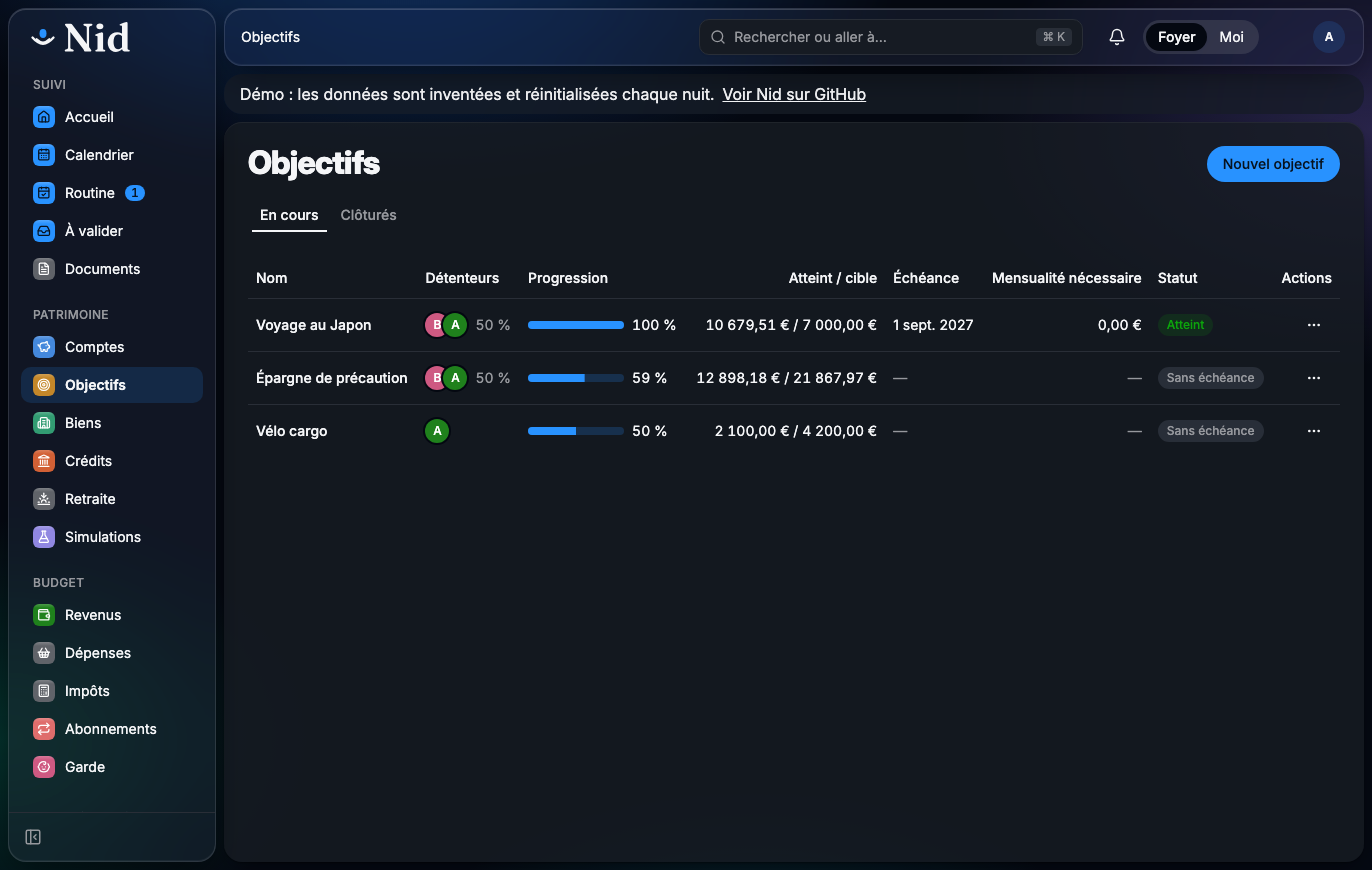 Nid
Objectifs
Rechercher ou aller à...
⌘ K
Foyer
Moi
A
SUIVI
Accueil
Calendrier
Routine 1
À valider
Documents
PATRIMOINE
Comptes
Objectifs
Biens
Crédits
Retraite
Simulations
BUDGET
Revenus
Dépenses
Impôts
Abonnements
Garde
Démo : les données sont inventées et réinitialisées chaque nuit. Voir Nid sur GitHub
Objectifs
Nouvel objectif
En cours Clôturés
Nom Détenteurs Progression Atteint / cible Échéance Mensualité nécessaire Statut Actions
Voyage au Japon B A 50 % 100 % 10 679,51 € / 7 000,00 € 1 sept. 2027 0,00 € Atteint ···
Épargne de précaution B A 50 % 59 % 12 898,18 € / 21 867,97 € — — Sans échéance ···
Vélo cargo A 50 % 2 100,00 € / 4 200,00 € — — Sans échéance ···